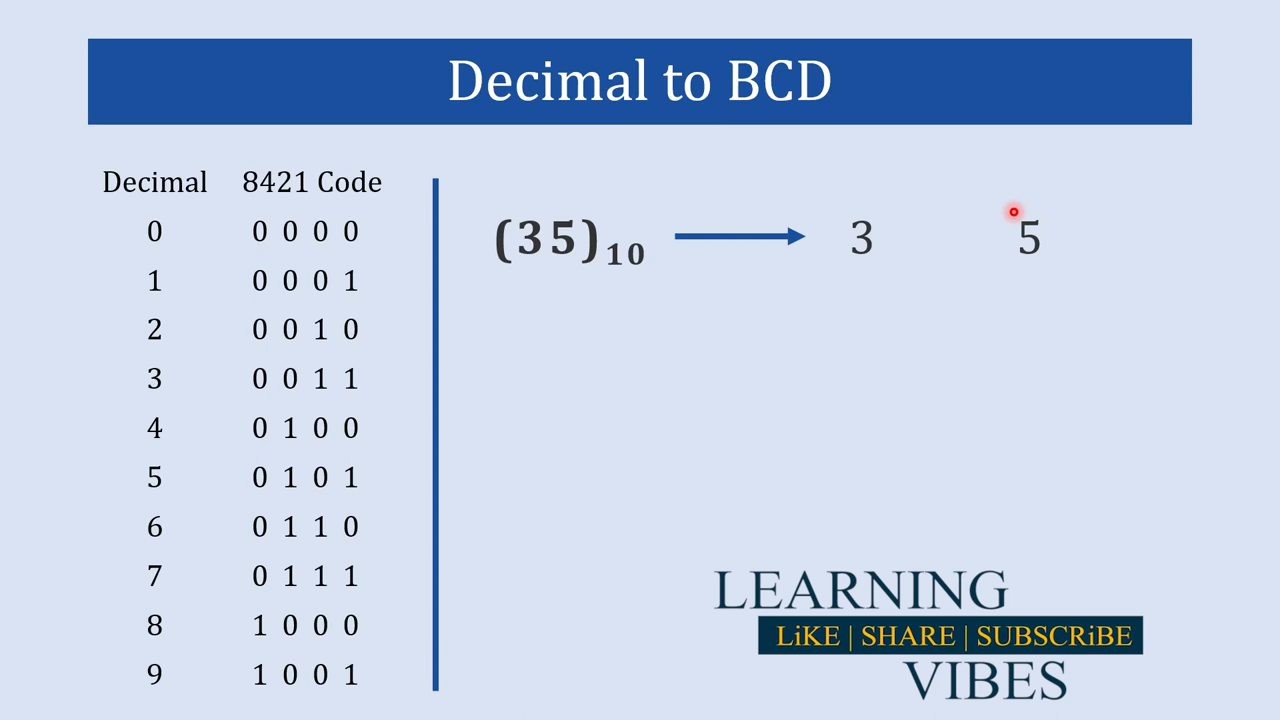 Decimal to BCD
Decimal 8421 Code
0 0 0 0 0
1 0 0 0 1
2 0 0 1 0
3 0 0 1 1
4 0 1 0 0
5 0 1 0 1
6 0 1 1 0
7 0 1 1 1
8 1 0 0 0
9 1 0 0 1
(35)₁₀ 3 5
LEARNING
LiKE | SHARE | SUBSCRiBE
VIBES